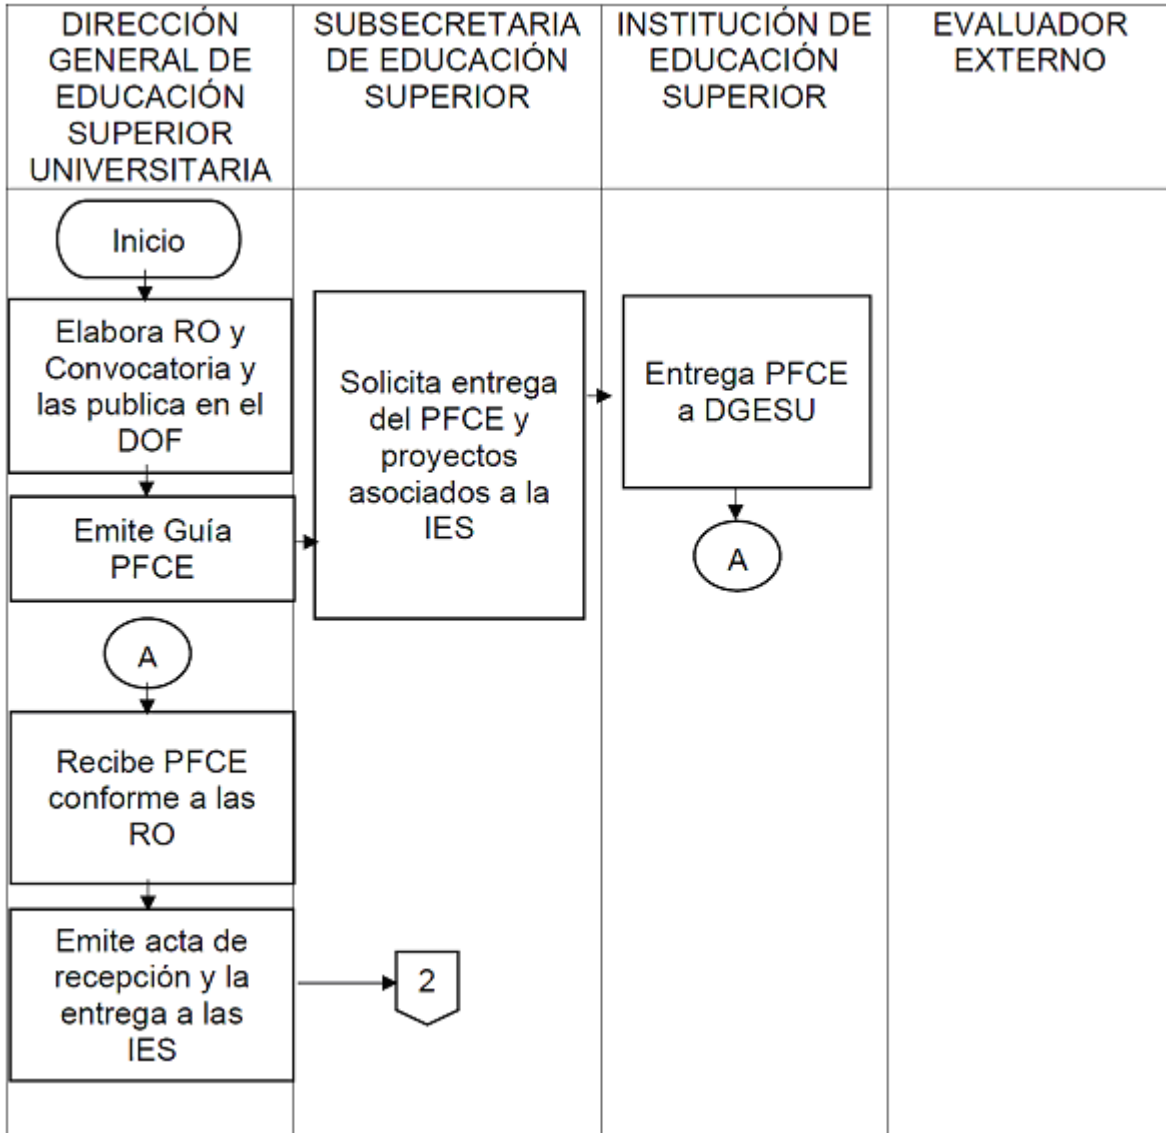 DIRECCIÓN
GENERAL DE
EDUCACIÓN
SUPERIOR
UNIVERSITARIA
SUBSECRETARIA
DE EDUCACIÓN
SUPERIOR
INSTITUCIÓN DE
EDUCACIÓN
SUPERIOR
EVALUADOR
EXTERNO
Inicio
Elabora RO y
Convocatoria y
las publica en el
DOF
Emite Guía
PFCE
Solicita entrega
del PFCE y
proyectos
asociados a la
IES
Entrega PFCE
a DGESU
A
A
Recibe PFCE
conforme a las
RO
Emite acta de
recepción y la
entrega a las
IES
2